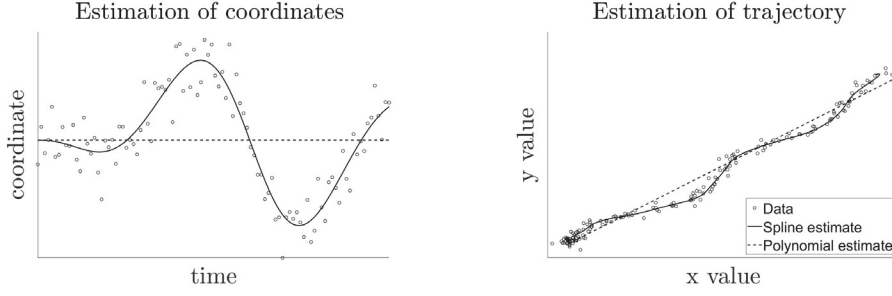 Estimation of coordinates
coordinate
time
Estimation of trajectory
y value
Data
Spline estimate
Polynomial estimate
x value